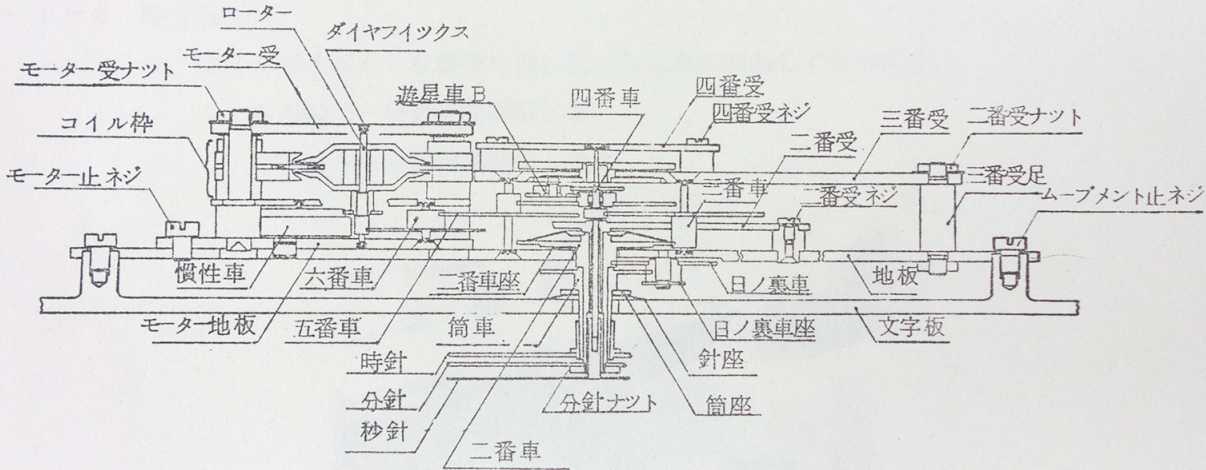 ローター
ダイヤフイツクス
モーター受
モーター受ナツト
コイル枠
モーター止ネジ
遊星車B
四番車
四番受
四番受ネジ
二番受
三番受
二番受ナツト
三番受足
三番車
二番受ネジ
ムーブメント止ネジ
慣性車
六番車
二番車座
日ノ裏車
地板
モーター地板
五番車
筒車
日ノ裏車座
文字板
時針
針座
分針
分針ナツト
筒座
秒針
二番車